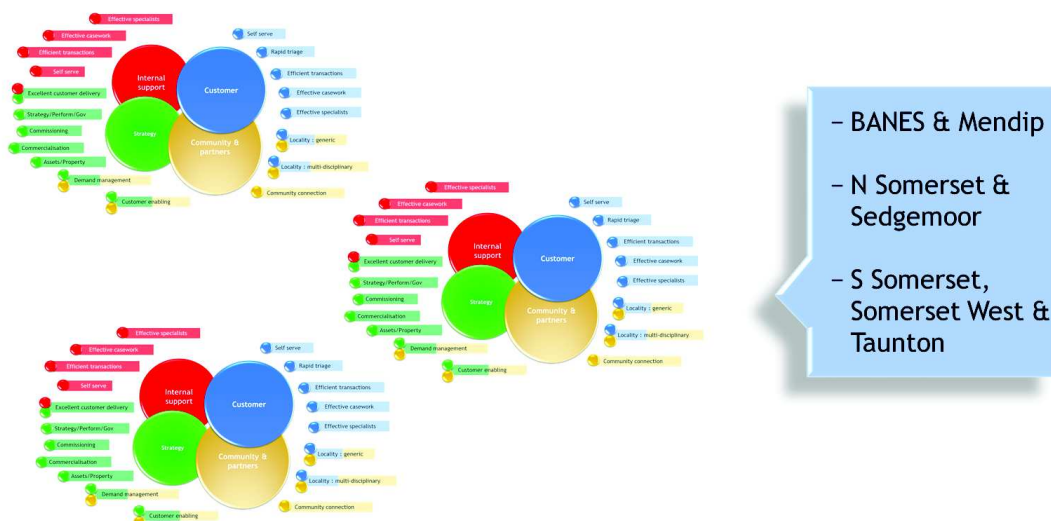 Effective specialists
Effective casework
Efficient transactions
Self serve
Excellent customer delivery
Strategy/Perform/Gov
Commissioning
Commercialisation
Assets/Property
Demand management
Customer enabling
Internal
support
Customer
Strategy
Community &
partners
Self serve
Rapid triage
Efficient transactions
Effective casework
Effective specialists
Locality : generic
Locality : multi-disciplinary
Community connection
Effective specialists
Effective casework
Efficient transactions
Self serve
Excellent customer delivery
Strategy/Perform/Gov
Commissioning
Commercialisation
Assets/Property
Demand management
Customer enabling
Internal
support
Customer
Strategy
Community &
partners
Self serve
Rapid triage
Efficient transactions
Effective casework
Effective specialists
Locality : generic
Locality : multi-disciplinary
Community connection
Effective specialists
Effective casework
Efficient transactions
Self serve
Excellent customer delivery
Strategy/Perform/Gov
Commissioning
Commercialisation
Assets/Property
Demand management
Customer enabling
Internal
support
Customer
Strategy
Community &
partners
Self serve
Rapid triage
Efficient transactions
Effective casework
Effective specialists
Locality : generic
Locality : multi-disciplinary
Community connection
– BANES & Mendip
– N Somerset &
Sedgemoor
– S Somerset,
Somerset West &
Taunton